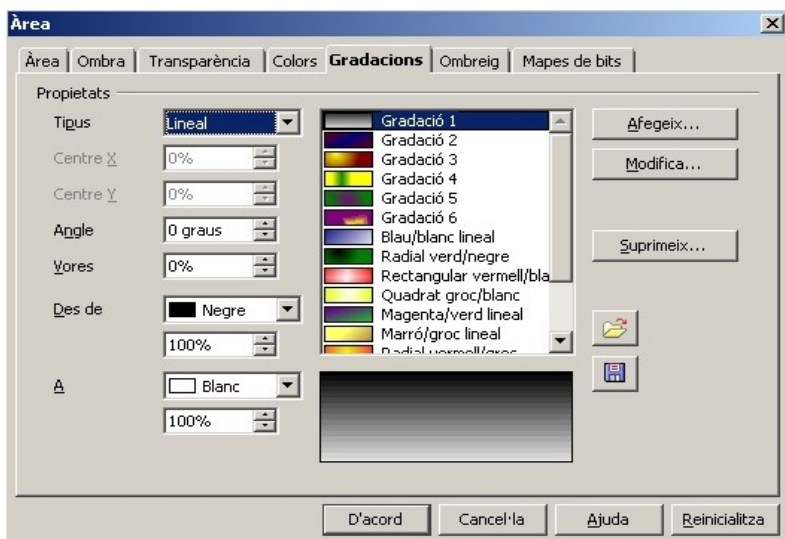 Àrea
Àrea Ombra Transparència Colors Gradacions Ombreig Mapes de bits
Propietats
Tipus Lineal
Centre X 0%
Centre Y 0%
Angle 0 graus
Vores 0%
Des de Negre
100%
A Blanc
100%
Gradació 1
Gradació 2
Gradació 3
Gradació 4
Gradació 5
Gradació 6
Blau/blanc lineal
Radial verd/negre
Rectangular vermell/bla
Quadrat groc/blanc
Magenta/verd lineal
Marró/groc lineal
Radial vermell/groc
Afegeix...
Modifica...
Suprimeix...
D'acord Cancel·la Ajuda Reinicialitza